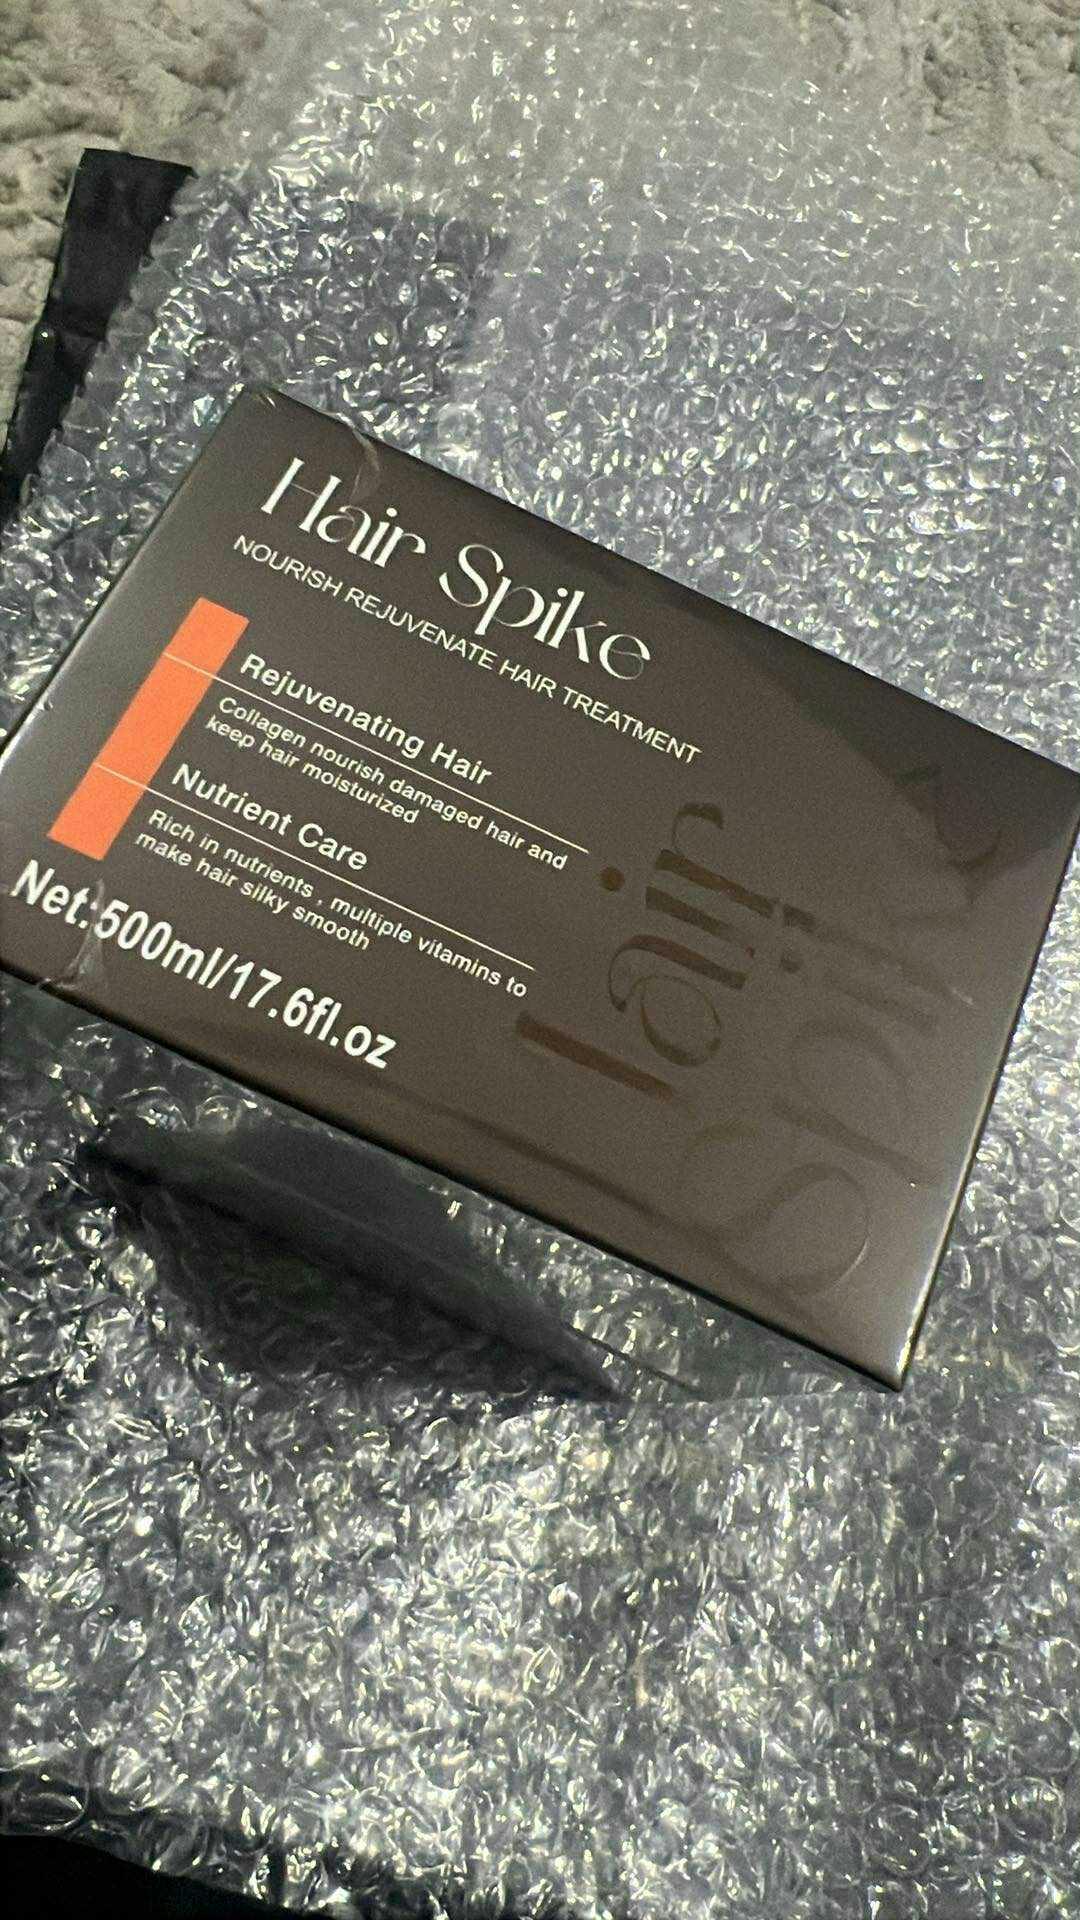 Hair Spike
NOURISH REJUVENATE HAIR TREATMENT
Rejuvenating Hair
Collagen nourish damaged hair and
keep hair moisturized
Nutrient Care
Rich in nutrients , multiple vitamins to
make hair silky smooth
Net:500ml/17.6fl.oz
hair
spike